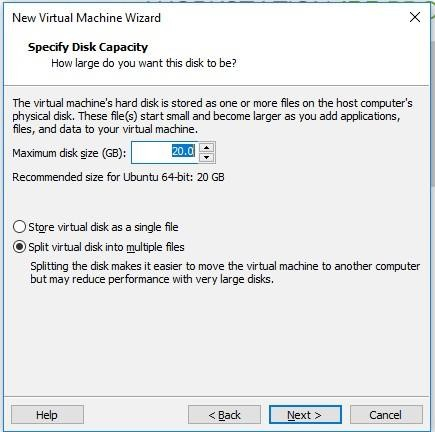 New Virtual Machine Wizard
Specify Disk Capacity
How large do you want this disk to be?
The virtual machine's hard disk is stored as one or more files on the host computer's
physical disk. These file(s) start small and become larger as you add applications,
files, and data to your virtual machine.
Maximum disk size (GB): 20.0
Recommended size for Ubuntu 64-bit: 20 GB
Store virtual disk as a single file
Split virtual disk into multiple files
Splitting the disk makes it easier to move the virtual machine to another computer
but may reduce performance with very large disks.
Help < Back Next > Cancel